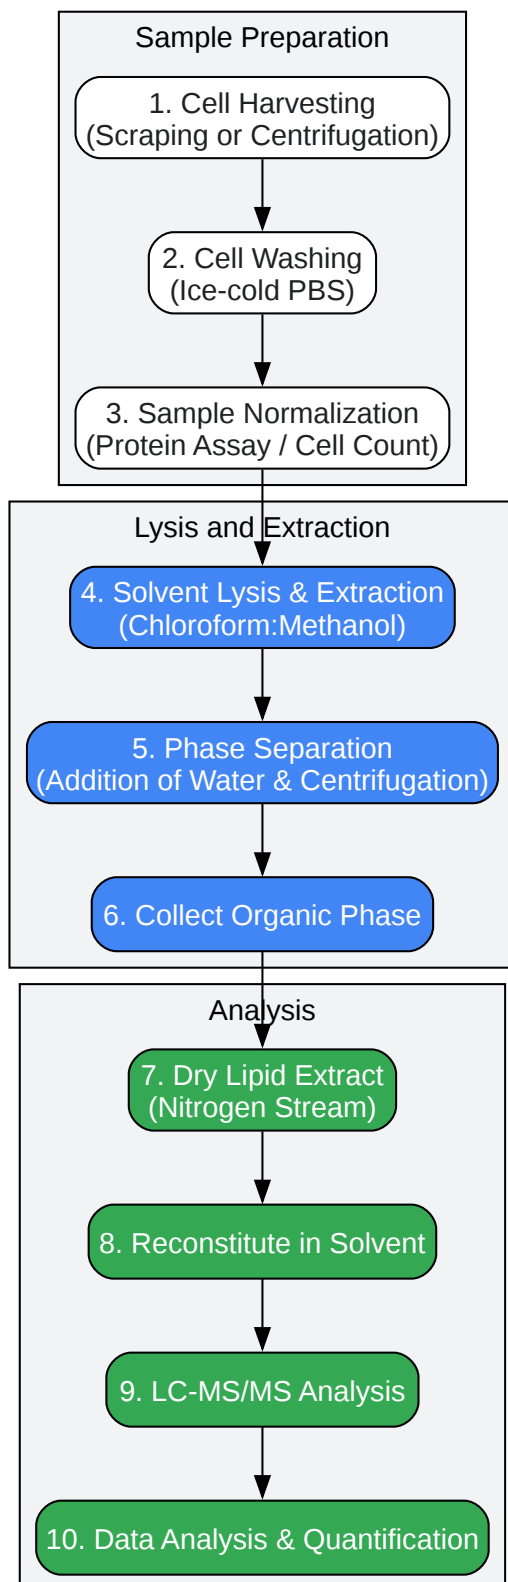 Sample Preparation
1. Cell Harvesting
(Scraping or Centrifugation)
2. Cell Washing
(Ice-cold PBS)
3. Sample Normalization
(Protein Assay / Cell Count)
Lysis and Extraction
4. Solvent Lysis & Extraction
(Chloroform:Methanol)
5. Phase Separation
(Addition of Water & Centrifugation)
6. Collect Organic Phase
Analysis
7. Dry Lipid Extract
(Nitrogen Stream)
8. Reconstitute in Solvent
9. LC-MS/MS Analysis
10. Data Analysis & Quantification